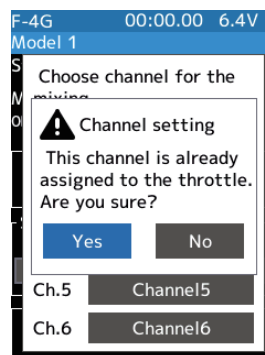 F-4G 00:00.00 6.4V
Model 1
Choose channel for the
mixing
Channel setting
This channel is already
assigned to the throttle.
Are you sure?
Yes No
Ch.5 Channel5
Ch.6 Channel6